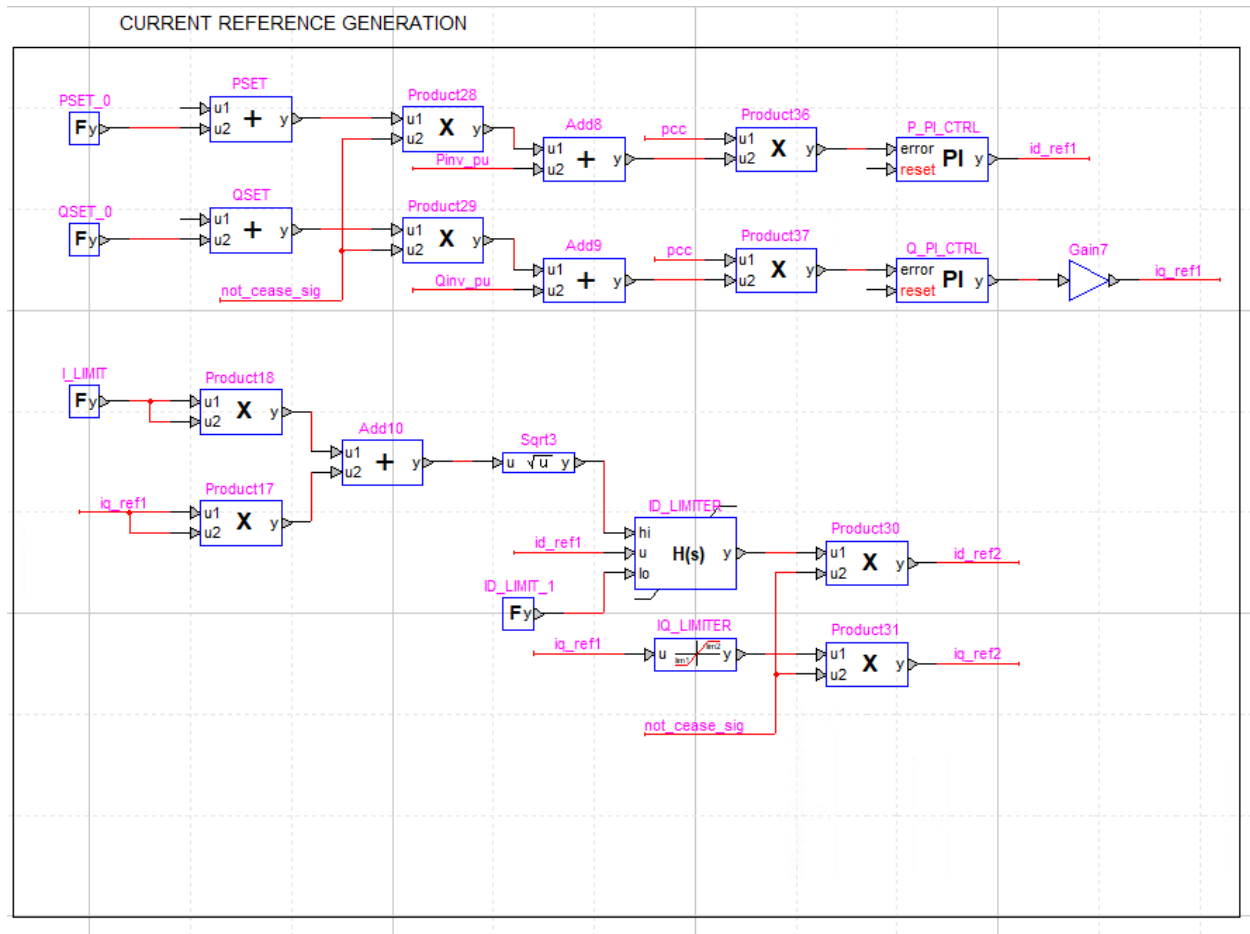 CURRENT REFERENCE GENERATION
PSET_0
F y
PSET
u1
u2
+
y
Product28
u1
u2
X
y
Pinv_pu
Add8
u1
u2
+
y
pcc
Product36
u1
u2
X
y
P_PI_CTRL
error
reset
PI
y
id_ref1
QSET_0
F y
QSET
u1
u2
+
y
not_cease_sig
Product29
u1
u2
X
y
Qinv_pu
Add9
u1
u2
+
y
pcc
Product37
u1
u2
X
y
Q_PI_CTRL
error
reset
PI
y
Gain7
iq_ref1
I_LIMIT
F y
Product18
u1
u2
X
y
iq_ref1
Product17
u1
u2
X
y
Add10
u1
u2
+
y
Sqrt3
u √u y
id_ref1
ID_LIMIT_1
F y
ID_LIMITER
hi
u
lo
H(s)
y
Product30
u1
u2
X
y
id_ref2
iq_ref1
IQ_LIMITER
u
lim1
lim2
y
Product31
u1
u2
X
y
iq_ref2
not_cease_sig